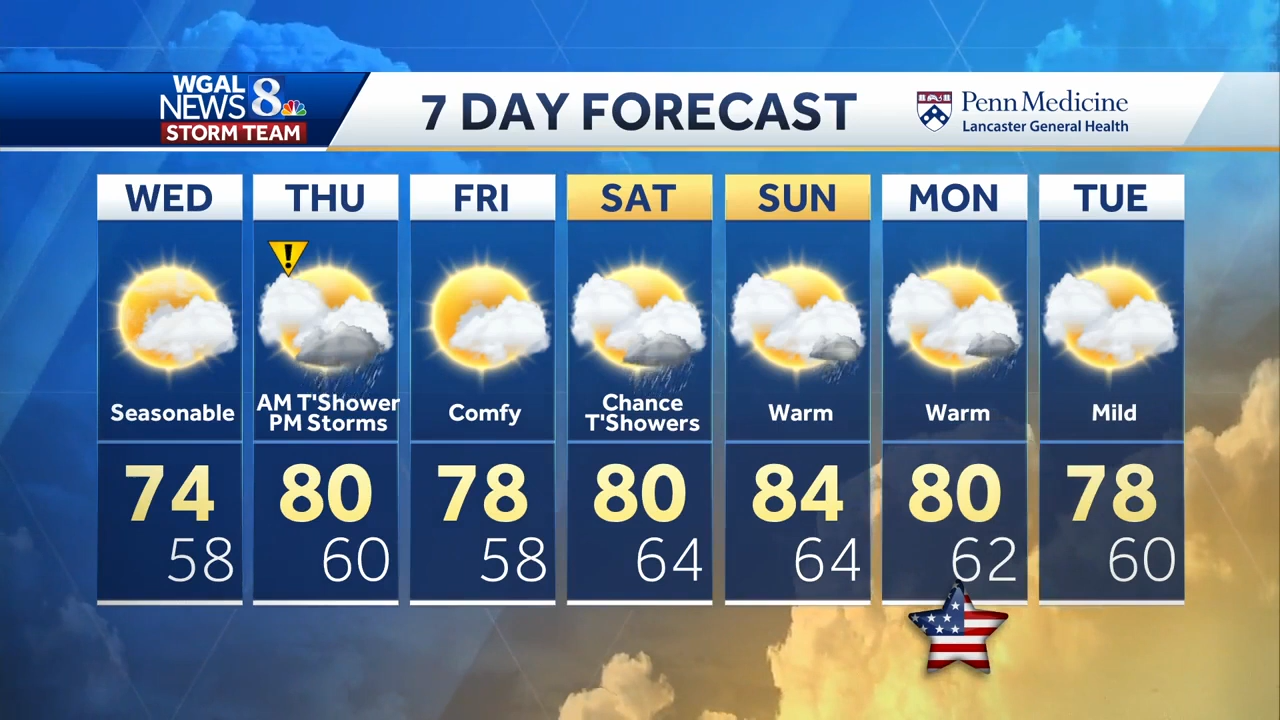 WGAL
NEWS 8
STORM TEAM
7 DAY FORECAST
Penn Medicine
Lancaster General Health
WED
THU
FRI
SAT
SUN
MON
TUE
!
Seasonable
AM T'Shower
PM Storms
Comfy
Chance
T'Showers
Warm
Warm
Mild
74
80
78
80
84
80
78
58
60
58
64
64
62
60